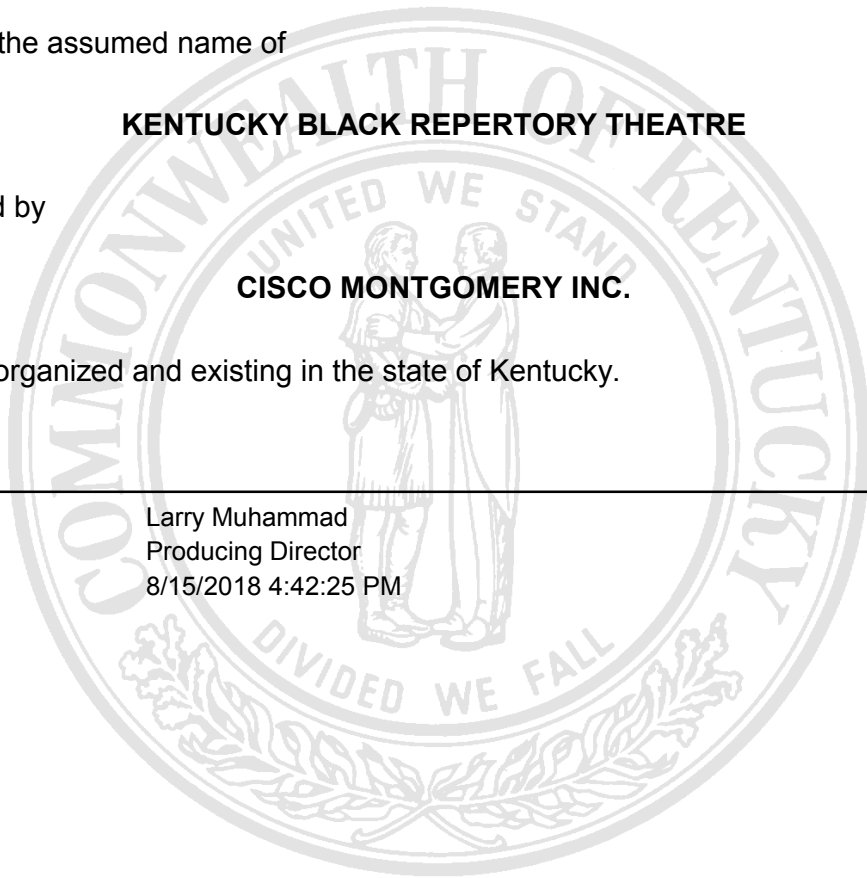 the assumed name of
KENTUCKY BLACK REPERTORY THEATRE
by
CISCO MONTGOMERY INC.
organized and existing in the state of Kentucky.
Larry Muhammad
Producing Director
8/15/2018 4:42:25 PM
COMMONWEALTH OF KENTUCKY
UNITED WE STAND
DIVIDED WE FALL